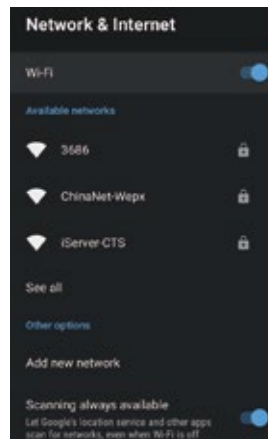 Network & Internet
Wi-Fi
Available networks
3686
ChinaNet-Wepx
iServer-CTS
See all
Other options
Add new network
Scanning always available
Let Google's location service and other apps
scan for networks, even when Wi-Fi is off